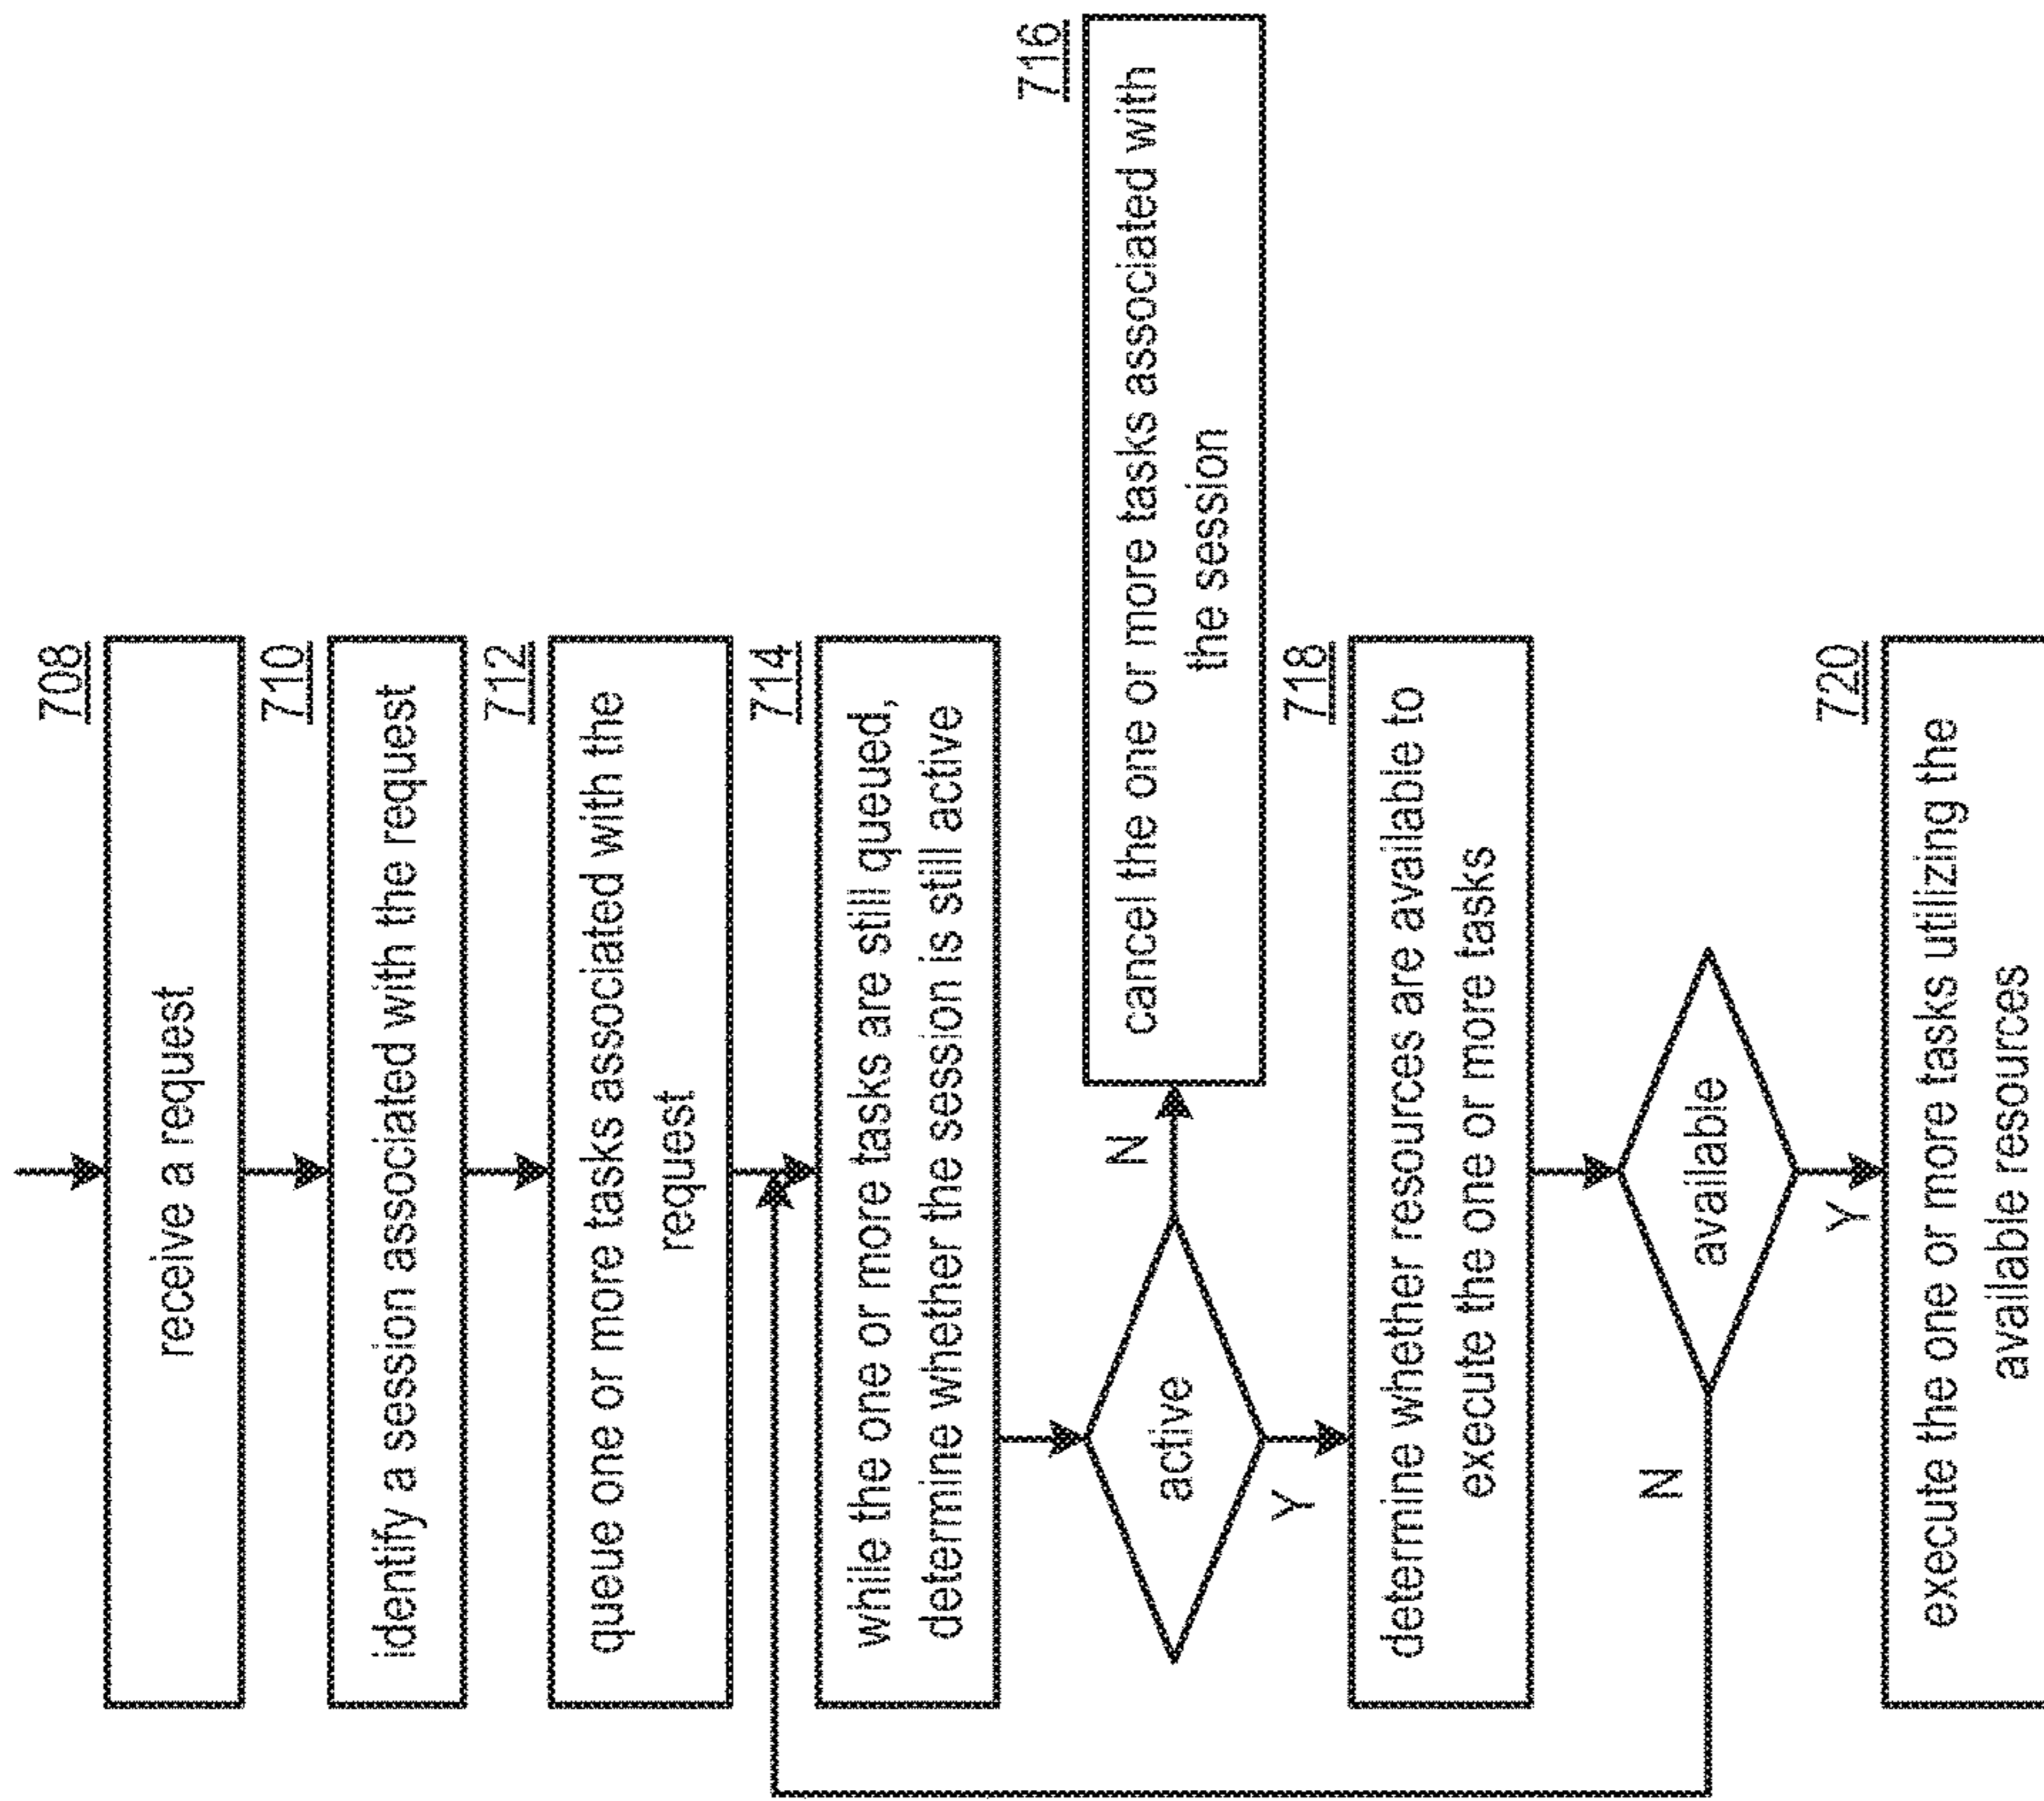 708
receive a request
710
identify a session associated with the request
712
queue one or more tasks associated with the
request
714
while the one or more tasks are still queued,
determine whether the session is still active
active
N
716
cancel the one or more tasks associated with
the session
Y
718
determine whether resources are available to
execute the one or more tasks
available
N
Y
720
execute the one or more tasks utilizing the
available resources